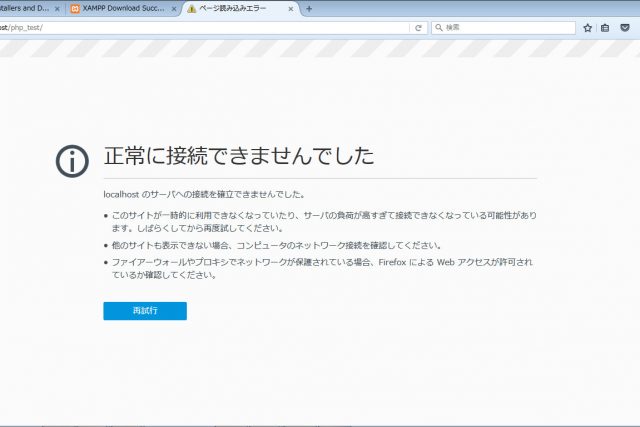 stallers and D...
XAMPP Download Succ...
ページ読み込みエラー
st/php_test/
検索
正常に接続できませんでした
localhost のサーバへの接続を確立できませんでした。
このサイトが一時的に利用できなくなっていたり、サーバの負荷が高すぎて接続できなくなっている可能性があり
ます。しばらくしてから再度試してください。
他のサイトも表示できない場合、コンピュータのネットワーク接続を確認してください。
ファイアーウォールやプロキシでネットワークが保護されている場合、Firefox による Web アクセスが許可されて
いるか確認してください。
再試行